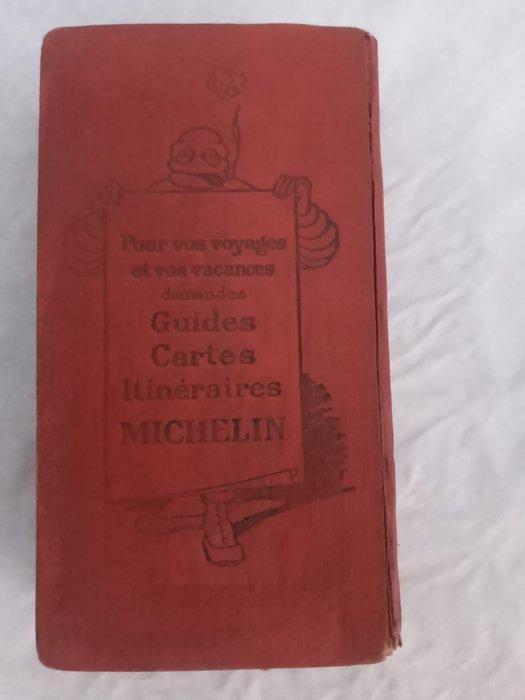 Pour vos voyages
et vos vacances
demandez
Guides
Cartes
Itinéraires
MICHELIN